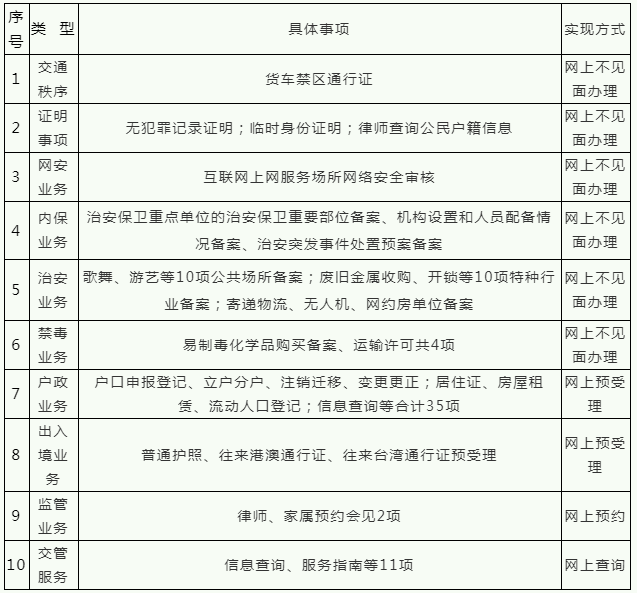 序号 类 型 具体事项 实现方式
1 交通秩序 货车禁区通行证 网上不见面办理
2 证明事项 无犯罪记录证明；临时身份证明；律师查询公民户籍信息 网上不见面办理
3 网安业务 互联网上网服务场所网络安全审核 网上不见面办理
4 内保业务 治安保卫重点单位的治安保卫重要部位备案、机构设置和人员配备情况备案、治安突发事件处置预案备案 网上不见面办理
5 治安业务 歌舞、游艺等10项公共场所备案；废旧金属收购、开锁等10项特种行业备案；寄递物流、无人机、网约房单位备案 网上不见面办理
6 禁毒业务 易制毒化学品购买备案、运输许可共4项 网上不见面办理
7 户政业务 户口申报登记、立户分户、注销迁移、变更更正；居住证、房屋租赁、流动人口登记；信息查询等合计35项 网上预受理
8 出入境业务 普通护照、往来港澳通行证、往来台湾通行证预受理 网上预受理
9 监管业务 律师、家属预约会见2项 网上预约
10 交管服务 信息查询、服务指南等11项 网上查询